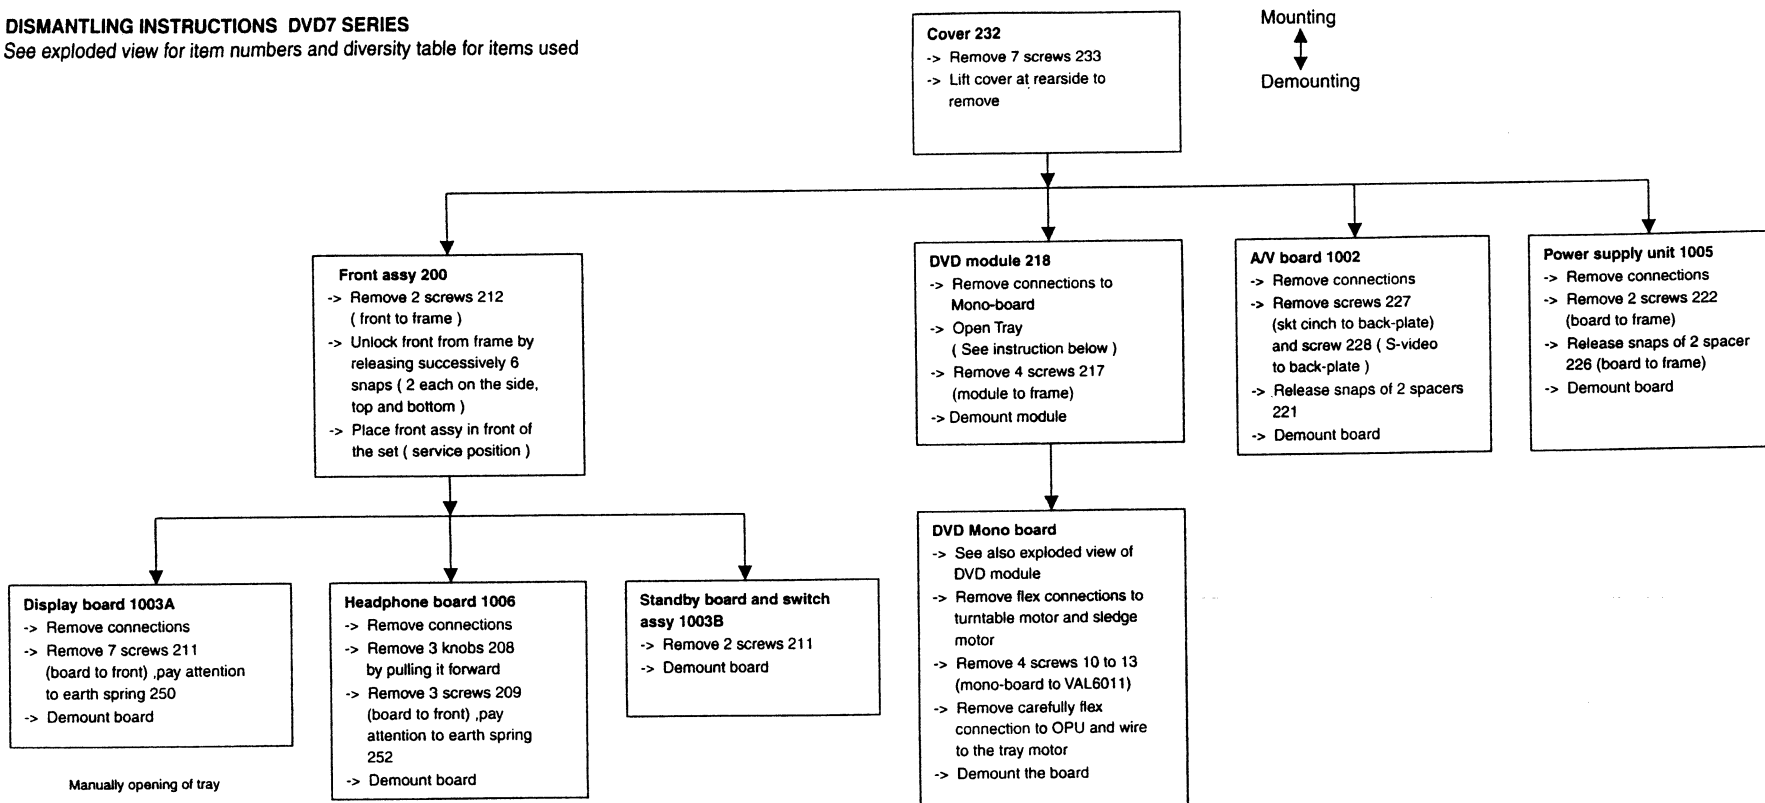 DISMANTLING INSTRUCTIONS DVD7 SERIES
See exploded view for item numbers and diversity table for items used
Mounting
Demounting
Cover 232
-> Remove 7 screws 233
-> Lift cover at rearside to
remove
Front assy 200
-> Remove 2 screws 212
( front to frame )
-> Unlock front from frame by
releasing successively 6
snaps ( 2 each on the side,
top and bottom )
-> Place front assy in front of
the set ( service position )
DVD module 218
-> Remove connections to
Mono-board
-> Open Tray
( See instruction below )
-> Remove 4 screws 217
(module to frame)
-> Demount module
A/V board 1002
-> Remove connections
-> Remove screws 227
(skt cinch to back-plate)
and screw 228 ( S-video
to back-plate )
-> Release snaps of 2 spacers
221
-> Demount board
Power supply unit 1005
-> Remove connections
-> Remove 2 screws 222
(board to frame)
-> Release snaps of 2 spacer
226 (board to frame)
-> Demount board
Display board 1003A
-> Remove connections
-> Remove 7 screws 211
(board to front) ,pay attention
to earth spring 250
-> Demount board
Headphone board 1006
-> Remove connections
-> Remove 3 knobs 208
by pulling it forward
-> Remove 3 screws 209
(board to front) ,pay
attention to earth spring
252
-> Demount board
Standby board and switch
assy 1003B
-> Remove 2 screws 211
-> Demount board
DVD Mono board
-> See also exploded view of
DVD module
-> Remove flex connections to
turntable motor and sledge
motor
-> Remove 4 screws 10 to 13
(mono-board to VAL6011)
-> Remove carefully flex
connection to OPU and wire
to the tray motor
-> Demount the board
Manually opening of tray